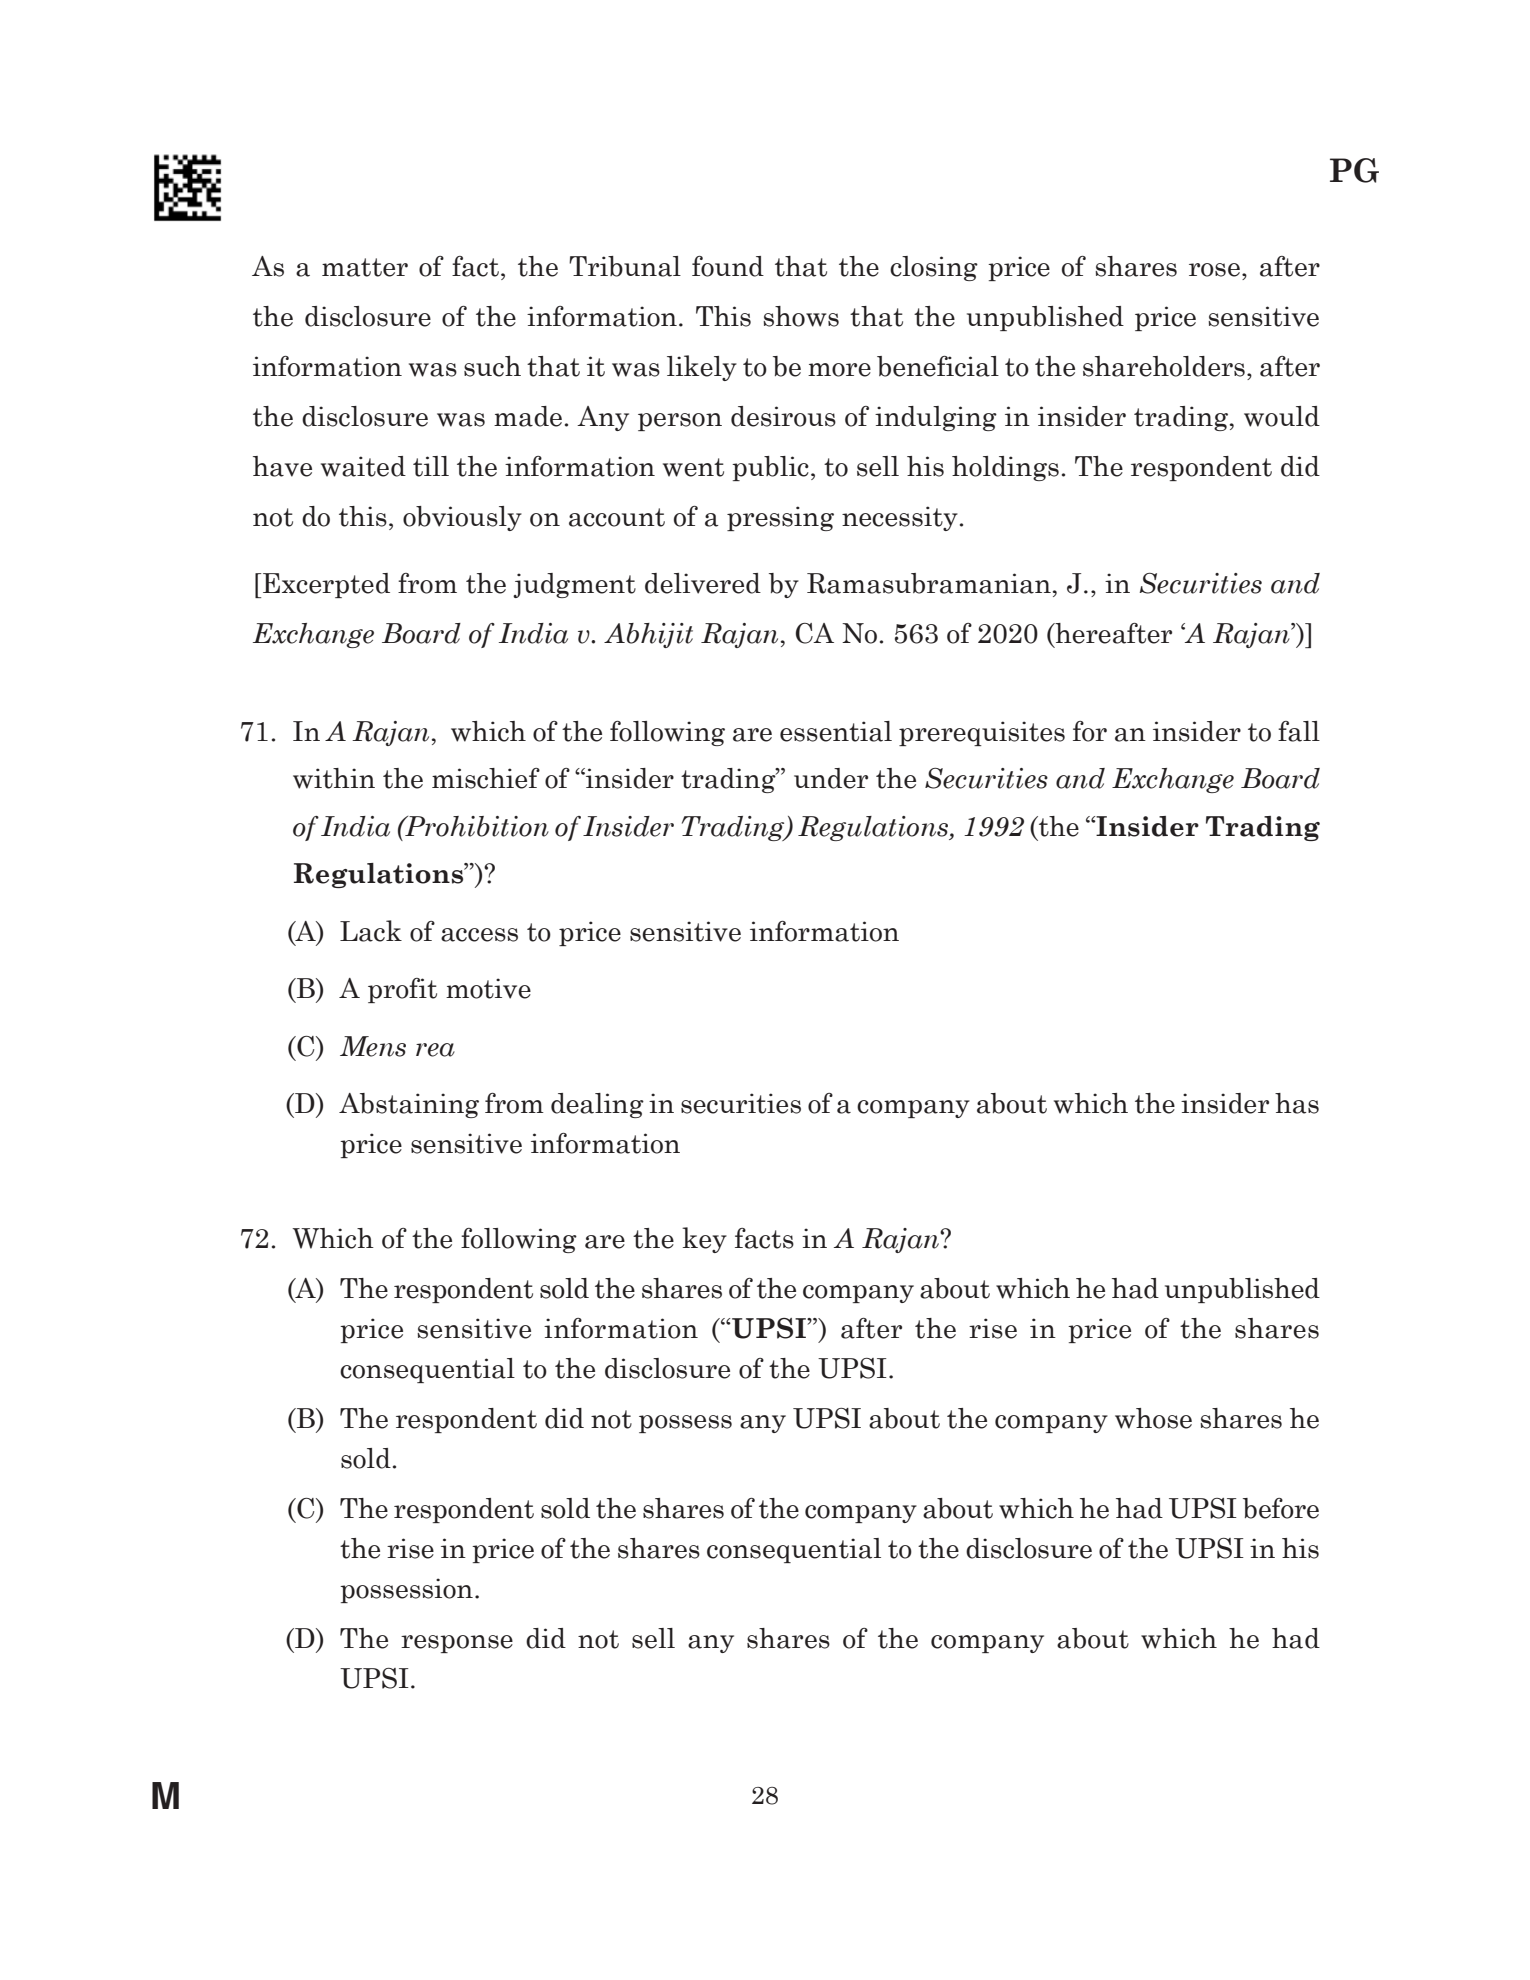 PG
As a matter of fact, the Tribunal found that the closing price of shares rose, after
the disclosure of the information. This shows that the unpublished price sensitive
information was such that it was likely to be more beneficial to the shareholders, after
the disclosure was made. Any person desirous of indulging in insider trading, would
have waited till the information went public, to sell his holdings. The respondent did
not do this, obviously on account of a pressing necessity.
[Excerpted from the judgment delivered by Ramasubramanian, J., in Securities and
Exchange Board of India v. Abhijit Rajan, CA No. 563 of 2020 (hereafter ‘A Rajan’)]
71. In A Rajan, which of the following are essential prerequisites for an insider to fall
within the mischief of “insider trading” under the Securities and Exchange Board
of India (Prohibition of Insider Trading) Regulations, 1992 (the “Insider Trading
Regulations”)?
(A) Lack of access to price sensitive information
(B) A profit motive
(C) Mens rea
(D) Abstaining from dealing in securities of a company about which the insider has
price sensitive information
72. Which of the following are the key facts in A Rajan?
(A) The respondent sold the shares of the company about which he had unpublished
price sensitive information (“UPSI”) after the rise in price of the shares
consequential to the disclosure of the UPSI.
(B) The respondent did not possess any UPSI about the company whose shares he
sold.
(C) The respondent sold the shares of the company about which he had UPSI before
the rise in price of the shares consequential to the disclosure of the UPSI in his
possession.
(D) The response did not sell any shares of the company about which he had
UPSI.
M
28